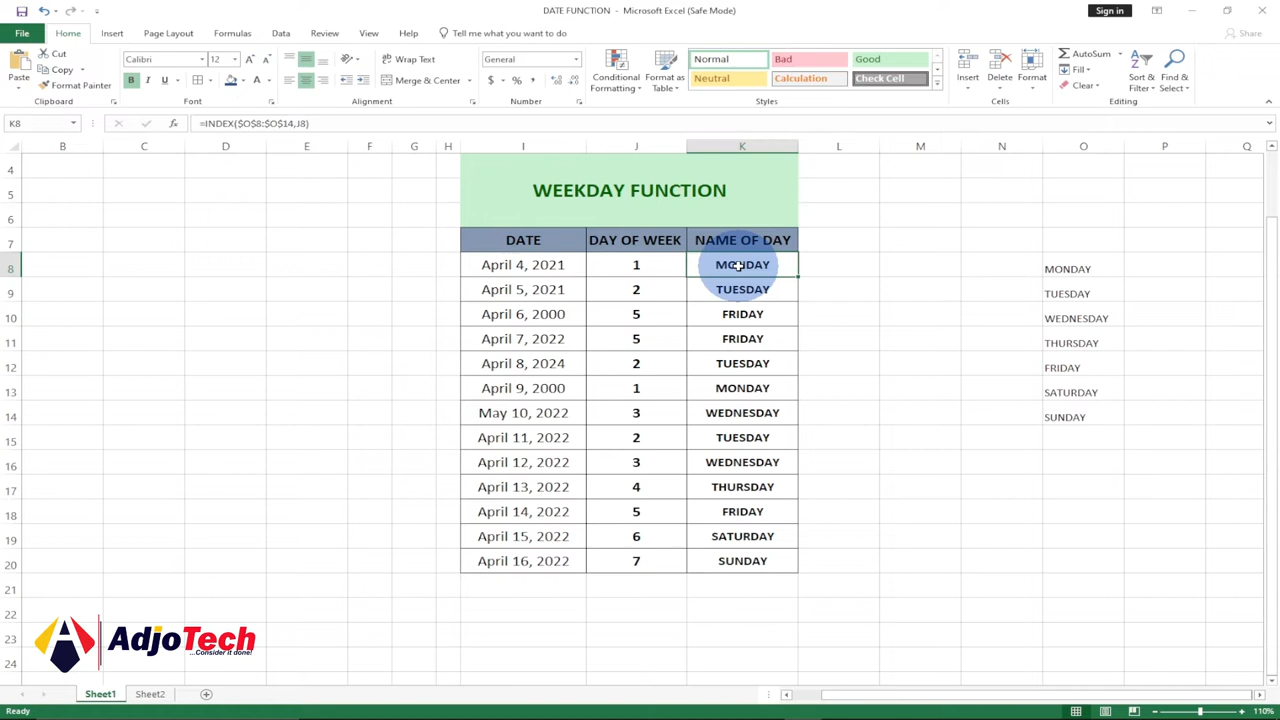 DATE FUNCTION - Microsoft Excel (Safe Mode)
Sign in
File Home Insert Page Layout Formulas Data Review View Help Tell me what you want to do Share
Paste
Cut
Copy
Format Painter
Clipboard
Calibri 12
B I U
Font
Wrap Text
Merge & Center
Alignment
General
$ % ,
Number
Conditional
Formatting
Format as
Table
Normal Bad Good
Neutral Calculation Check Cell
Styles
Insert Delete Format
Cells
AutoSum
Fill
Clear
Sort &
Filter
Find &
Select
Editing
K8 fx =INDEX($O$8:$O$14,J8)
B C D E F G H I J K L M N O P Q
4
5 WEEKDAY FUNCTION
6
7 DATE DAY OF WEEK NAME OF DAY
8 April 4, 2021 1 MONDAY MONDAY
9 April 5, 2021 2 TUESDAY TUESDAY
10 April 6, 2000 5 FRIDAY WEDNESDAY
11 April 7, 2022 5 FRIDAY THURSDAY
12 April 8, 2024 2 TUESDAY FRIDAY
13 April 9, 2000 1 MONDAY SATURDAY
14 May 10, 2022 3 WEDNESDAY SUNDAY
15 April 11, 2022 2 TUESDAY
16 April 12, 2022 3 WEDNESDAY
17 April 13, 2022 4 THURSDAY
18 April 14, 2022 5 FRIDAY
19 April 15, 2022 6 SATURDAY
20 April 16, 2022 7 SUNDAY
21
22
23
24
AdjoTech
...Consider it done!
Sheet1 Sheet2
Ready
110%